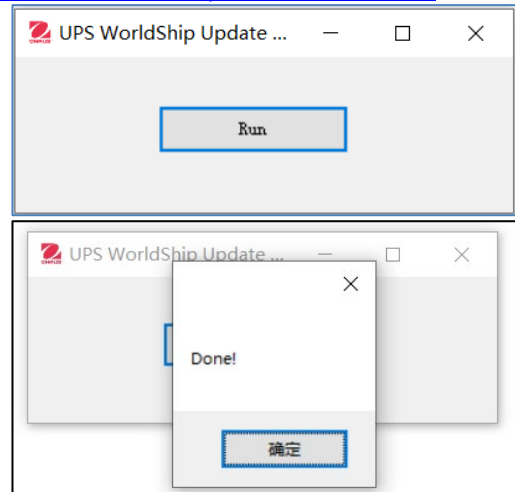 UPS WorldShip Update ...
Run
UPS WorldShip Update ...
Done!
确定